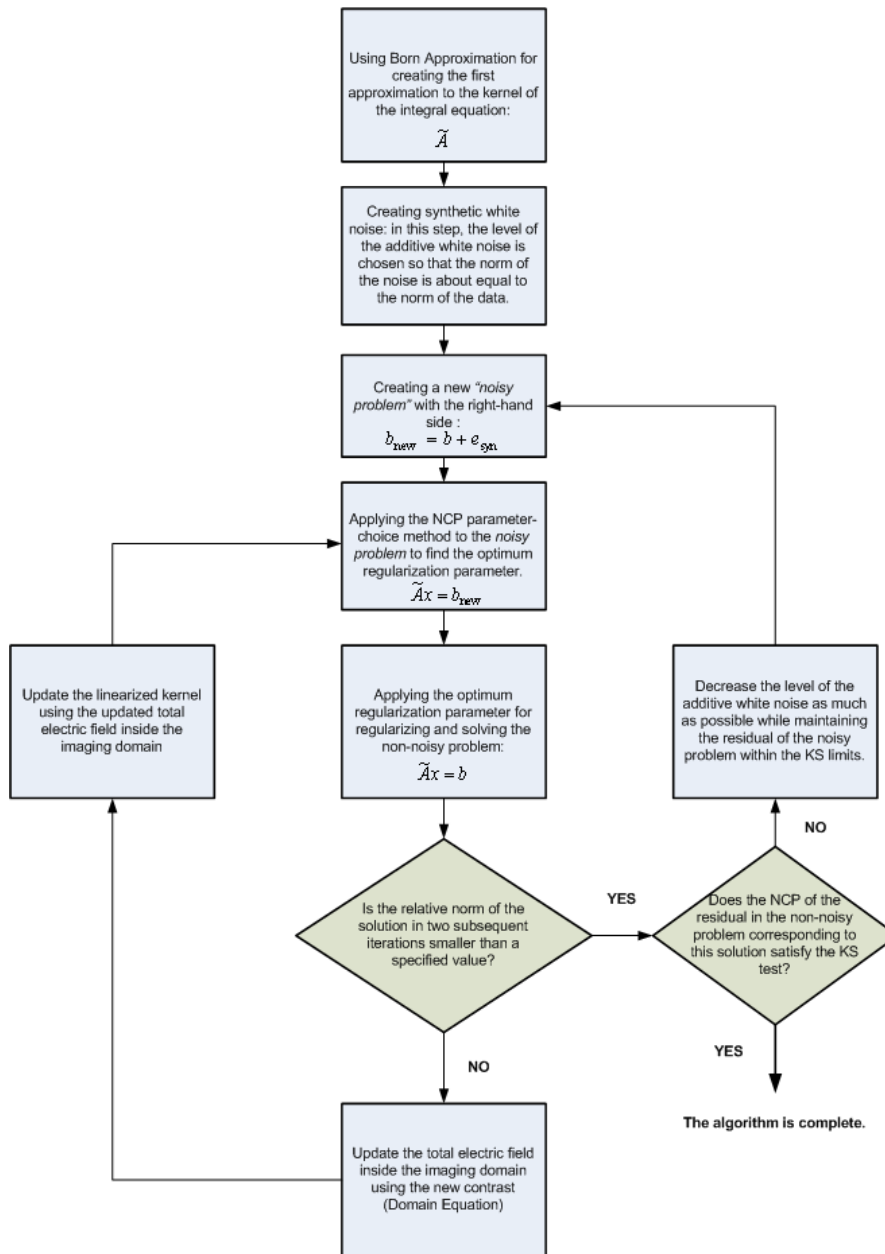 Using Born Approximation for
creating the first
approximation to the kernel of
the integral equation:
Ã
Creating synthetic white
noise: in this step, the level of
the additive white noise is
chosen so that the norm of
the noise is about equal to
the norm of the data.
Creating a new “noisy
problem” with the right-hand
side :
b_new = b + e_syn
Applying the NCP parameter-
choice method to the noisy
problem to find the optimum
regularization parameter.
Ãx = b_new
Applying the optimum
regularization parameter for
regularizing and solving the
non-noisy problem:
Ãx = b
Update the linearized kernel
using the updated total
electric field inside the
imaging domain
Decrease the level of the
additive white noise as much
as possible while maintaining
the residual of the noisy
problem within the KS limits.
NO
Is the relative norm of the
solution in two subsequent
iterations smaller than a
specified value?
YES
Does the NCP of the
residual in the non-noisy
problem corresponding to
this solution satisfy the KS
test?
NO
YES
The algorithm is complete.
Update the total electric field
inside the imaging domain
using the new contrast
(Domain Equation)